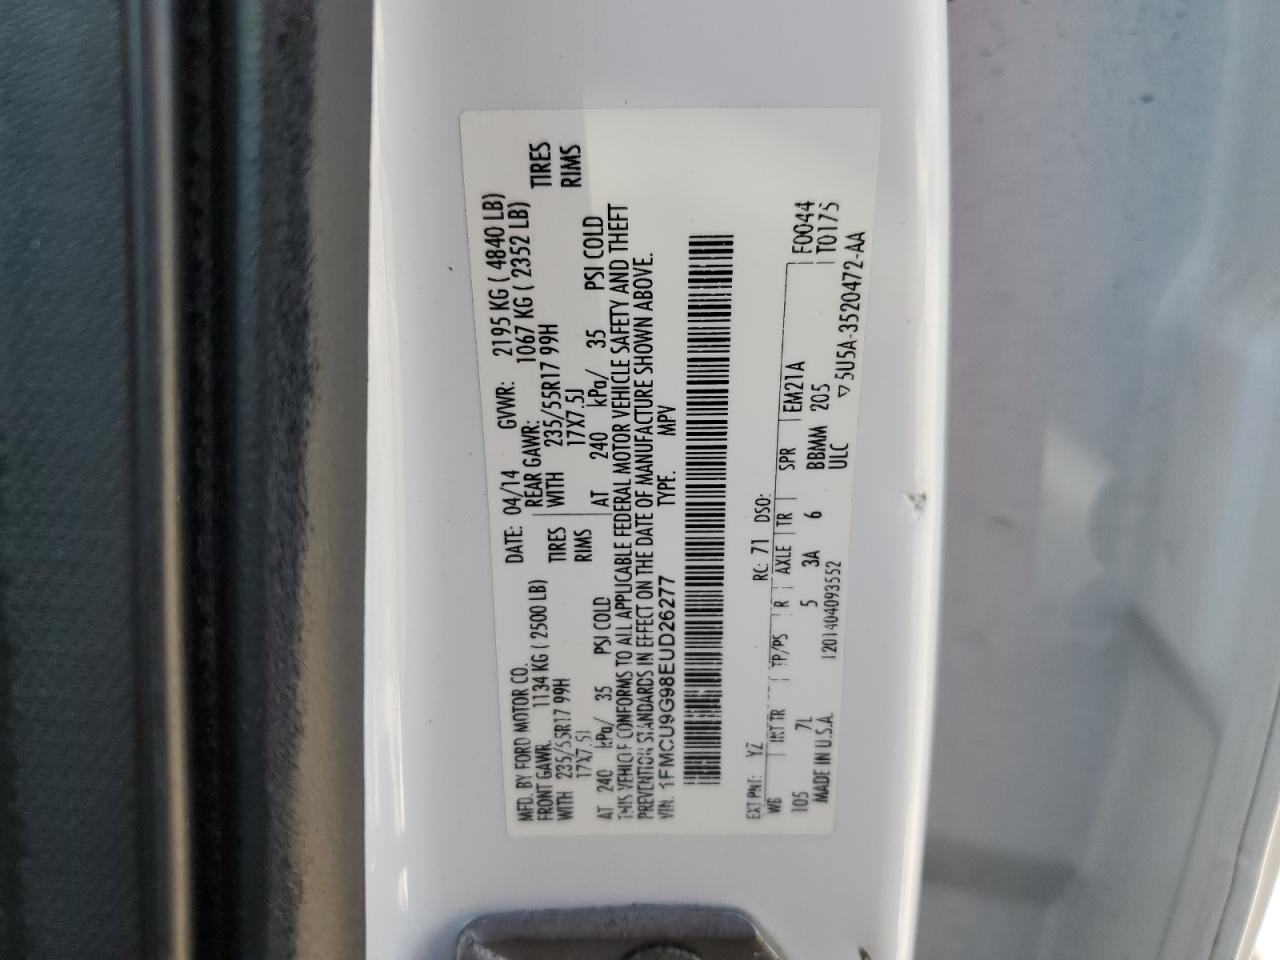 MFD. BY FORD MOTOR CO. DATE: 04/14 GVWR: 2195 KG ( 4840 LB)
FRONT GAWR: 1134 KG ( 2500 LB) REAR GAWR: 1067 KG ( 2352 LB)
WITH 235/55R17 99H TIRES WITH 235/55R17 99H TIRES
17X7.5J RIMS 17X7.5J RIMS
AT 240 kPa/ 35 PSI COLD AT 240 kPa/ 35 PSI COLD
THIS VEHICLE CONFORMS TO ALL APPLICABLE FEDERAL MOTOR VEHICLE SAFETY AND THEFT
PREVENTION STANDARDS IN EFFECT ON THE DATE OF MANUFACTURE SHOWN ABOVE.
VIN: 1FMCU9G98EUD26277 TYPE: MPV
EXT PNT: YZ RC: 71 DSO:
WB INT TR TP/PS R AXLE TR SPR EM21A F0044
105 7L 5 3A 6 BBMM 205 T0175
MADE IN U.S.A. 1201404093552 ULC ▽5U5A-3520472-AA